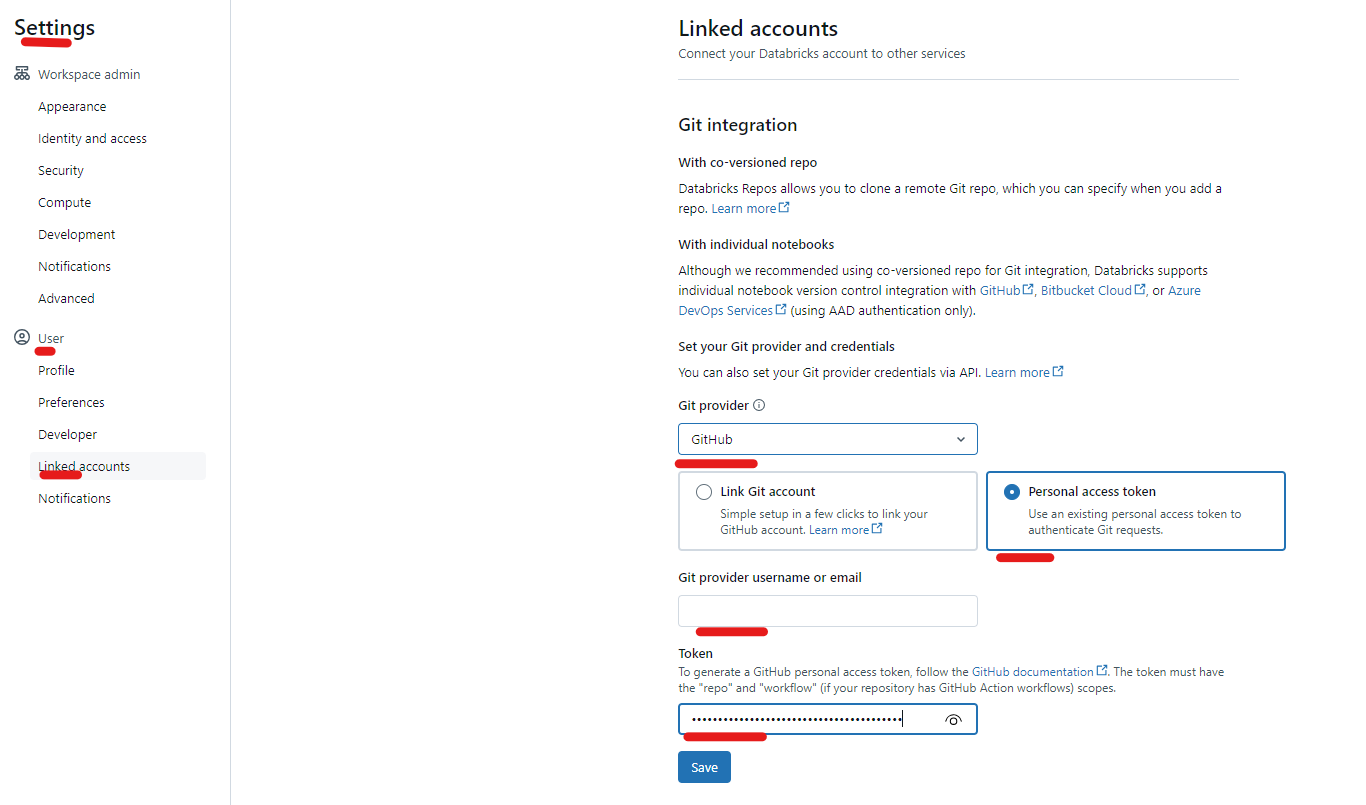 Settings
Workspace admin
Appearance
Identity and access
Security
Compute
Development
Notifications
Advanced
User
Profile
Preferences
Developer
Linked accounts
Notifications
Linked accounts
Connect your Databricks account to other services
Git integration
With co-versioned repo
Databricks Repos allows you to clone a remote Git repo, which you can specify when you add a
repo. Learn more
With individual notebooks
Although we recommended using co-versioned repo for Git integration, Databricks supports
individual notebook version control integration with GitHub, Bitbucket Cloud, or Azure
DevOps Services (using AAD authentication only).
Set your Git provider and credentials
You can also set your Git provider credentials via API. Learn more
Git provider
GitHub
Link Git account
Simple setup in a few clicks to link your
GitHub account. Learn more
Personal access token
Use an existing personal access token to
authenticate Git requests.
Git provider username or email
Token
To generate a GitHub personal access token, follow the GitHub documentation. The token must have
the "repo" and "workflow" (if your repository has GitHub Action workflows) scopes.
Save